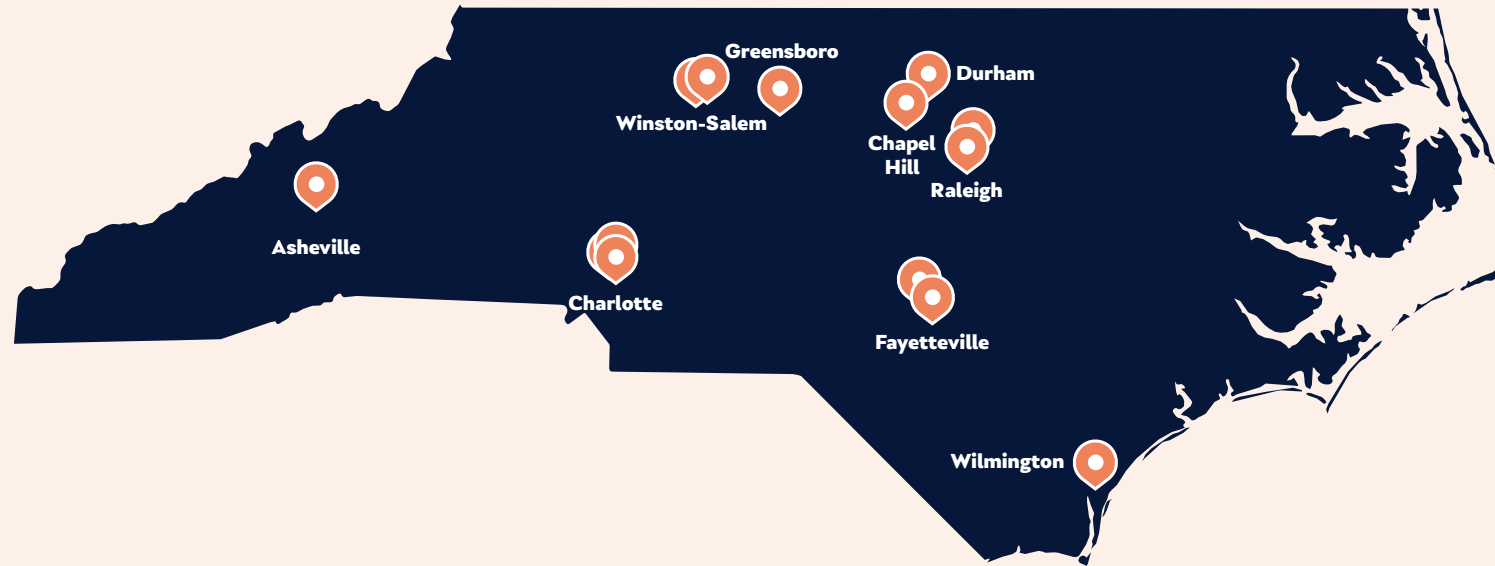 Greensboro
Durham
Winston-Salem
Chapel
Hill
Raleigh
Asheville
Charlotte
Fayetteville
Wilmington